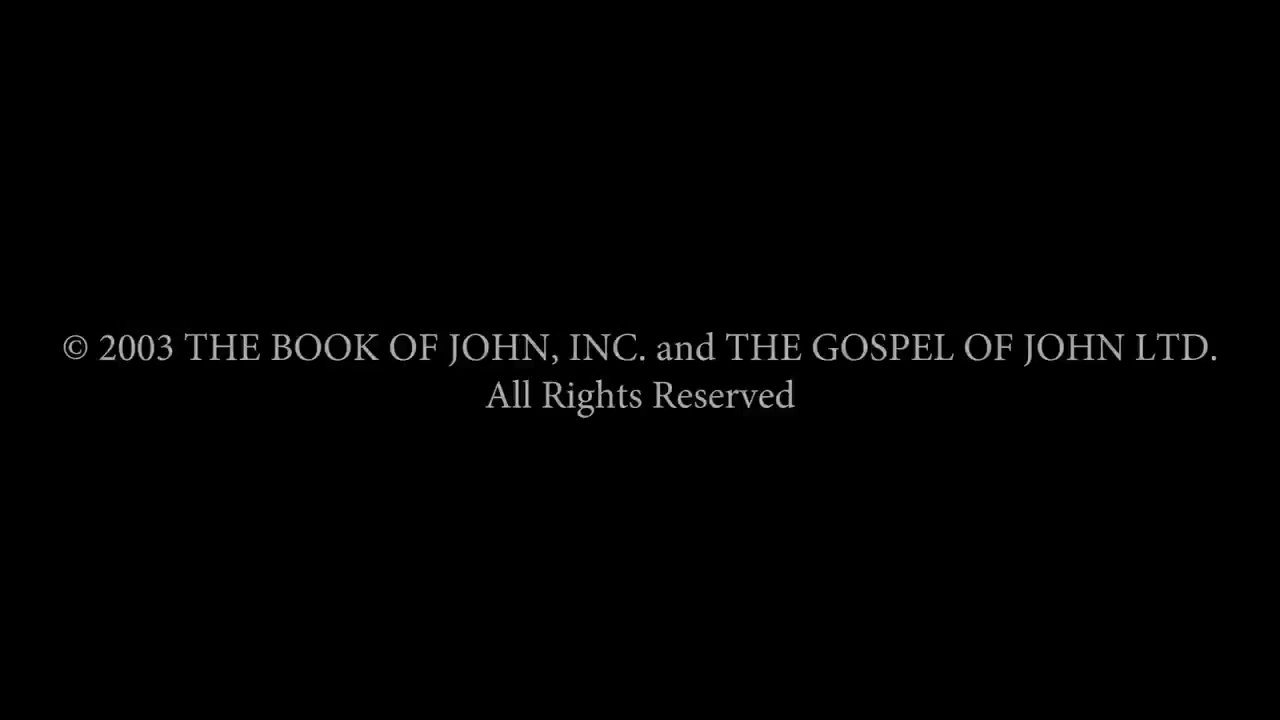 © 2003 THE BOOK OF JOHN, INC. and THE GOSPEL OF JOHN LTD.
All Rights Reserved